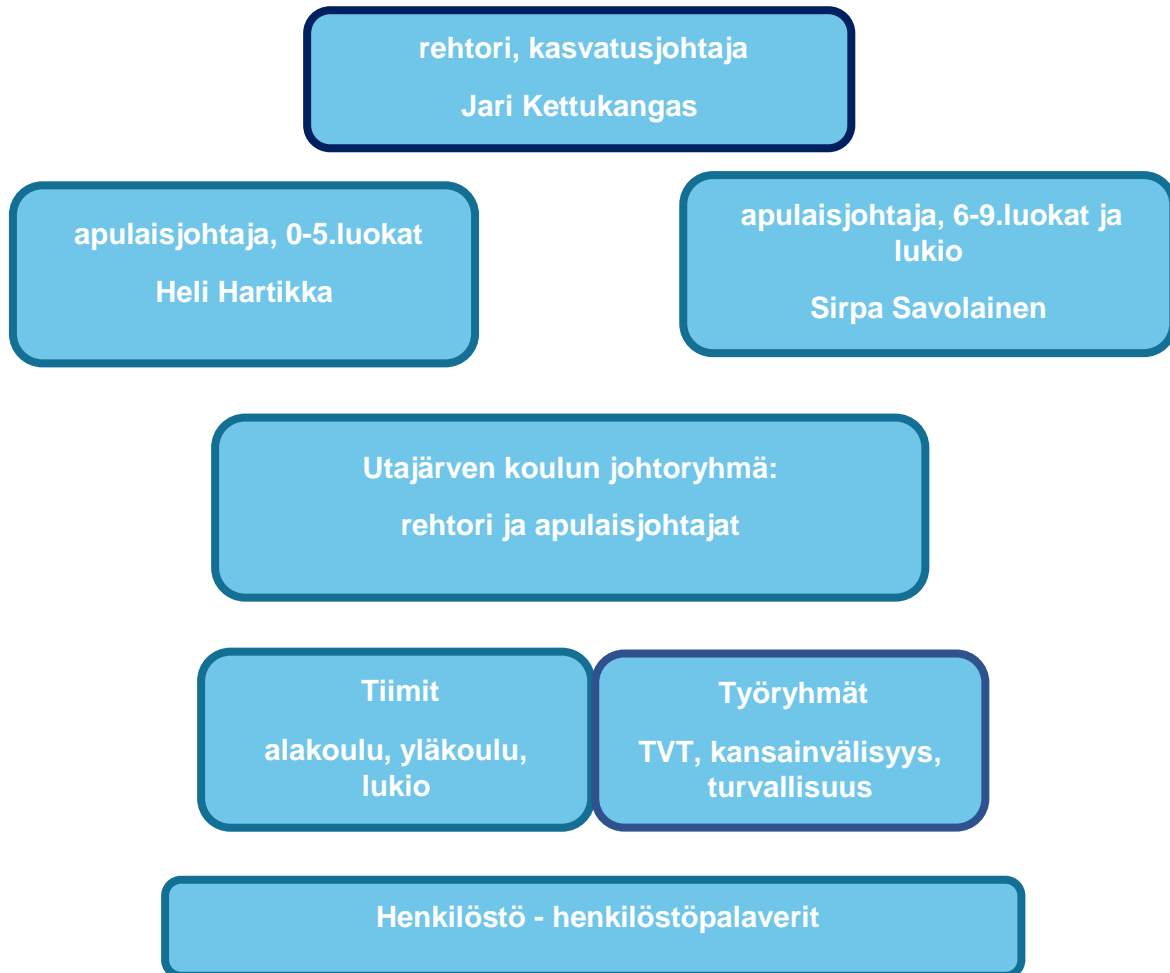 rehtori, kasvatusjohtaja
Jari Kettukangas
apulaisjohtaja, 0-5.luokat
Heli Hartikka
apulaisjohtaja, 6-9.luokat ja
lukio
Sirpa Savolainen
Utajärven koulun johtoryhmä:
rehtori ja apulaisjohtajat
Tiimit
alakoulu, yläkoulu,
lukio
Työryhmät
TVT, kansainvälisyys,
turvallisuus
Henkilöstö - henkilöstöpalaverit